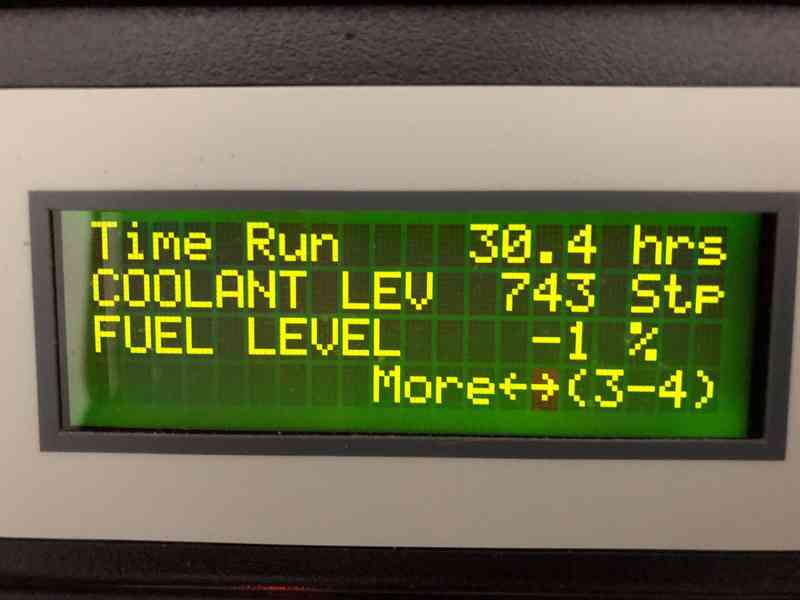 Time Run 30.4 hrs
COOLANT LEV 743 Stp
FUEL LEVEL -1 %
More←→(3-4)